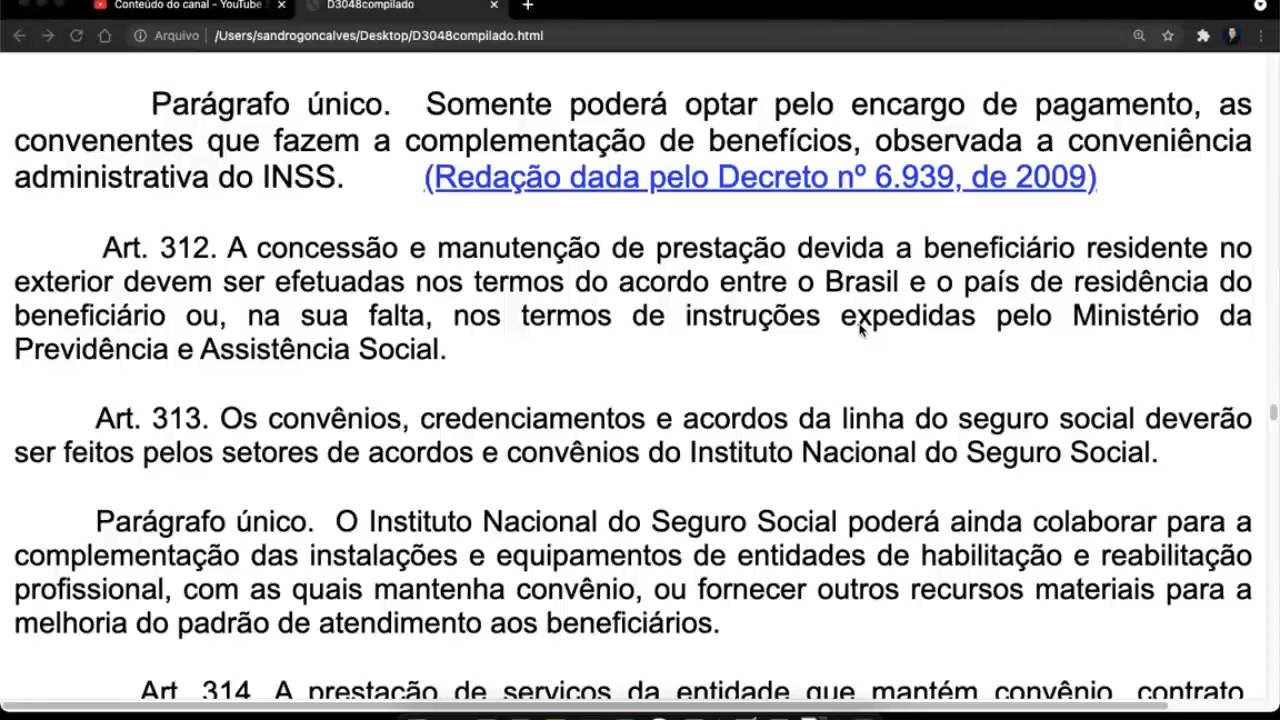 Conteúdo do canal - YouTube
D3048compilado
Arquivo | /Users/sandrogoncalves/Desktop/D3048compilado.html
Parágrafo único. Somente poderá optar pelo encargo de pagamento, as
convenentes que fazem a complementação de benefícios, observada a conveniência
administrativa do INSS. (Redação dada pelo Decreto nº 6.939, de 2009)
Art. 312. A concessão e manutenção de prestação devida a beneficiário residente no
exterior devem ser efetuadas nos termos do acordo entre o Brasil e o país de residência do
beneficiário ou, na sua falta, nos termos de instruções expedidas pelo Ministério da
Previdência e Assistência Social.
Art. 313. Os convênios, credenciamentos e acordos da linha do seguro social deverão
ser feitos pelos setores de acordos e convênios do Instituto Nacional do Seguro Social.
Parágrafo único. O Instituto Nacional do Seguro Social poderá ainda colaborar para a
complementação das instalações e equipamentos de entidades de habilitação e reabilitação
profissional, com as quais mantenha convênio, ou fornecer outros recursos materiais para a
melhoria do padrão de atendimento aos beneficiários.
Art. 314. A prestação de serviços da entidade que mantém convênio, contrato,